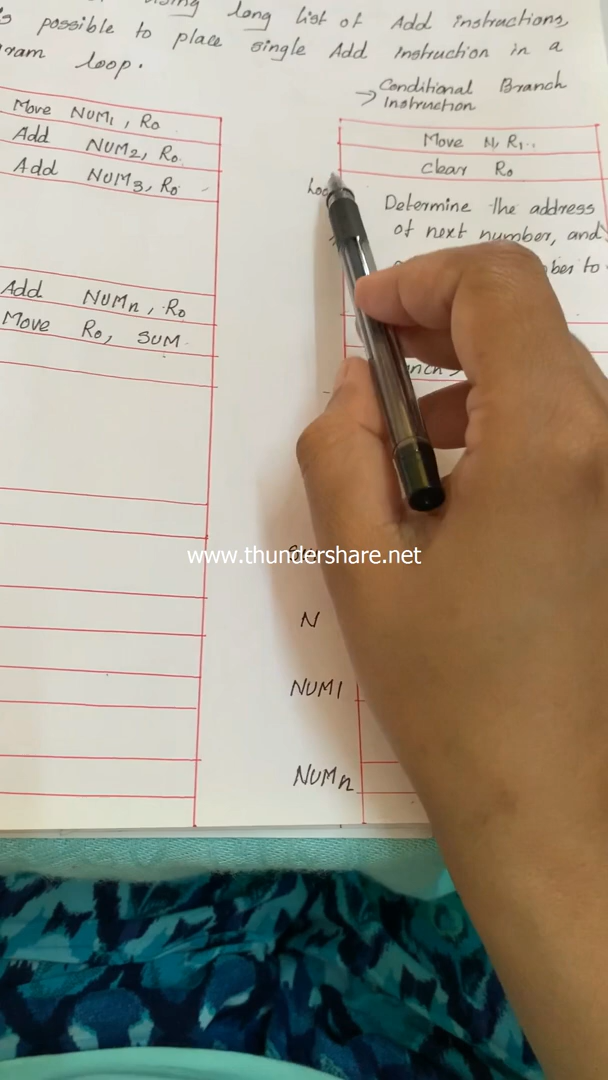 long list of Add instructions,
possible to place single Add Instruction in a
loop.
→ Conditional Branch
Instruction
Move NUM1, R0
Add NUM2, R0
Add NUM3, R0
Add NUMn, R0
Move R0, SUM
Move N, R1..
Clear R0
Determine the address
of next number, and
to
www.thundershare.net
N
NUM1
NUMn